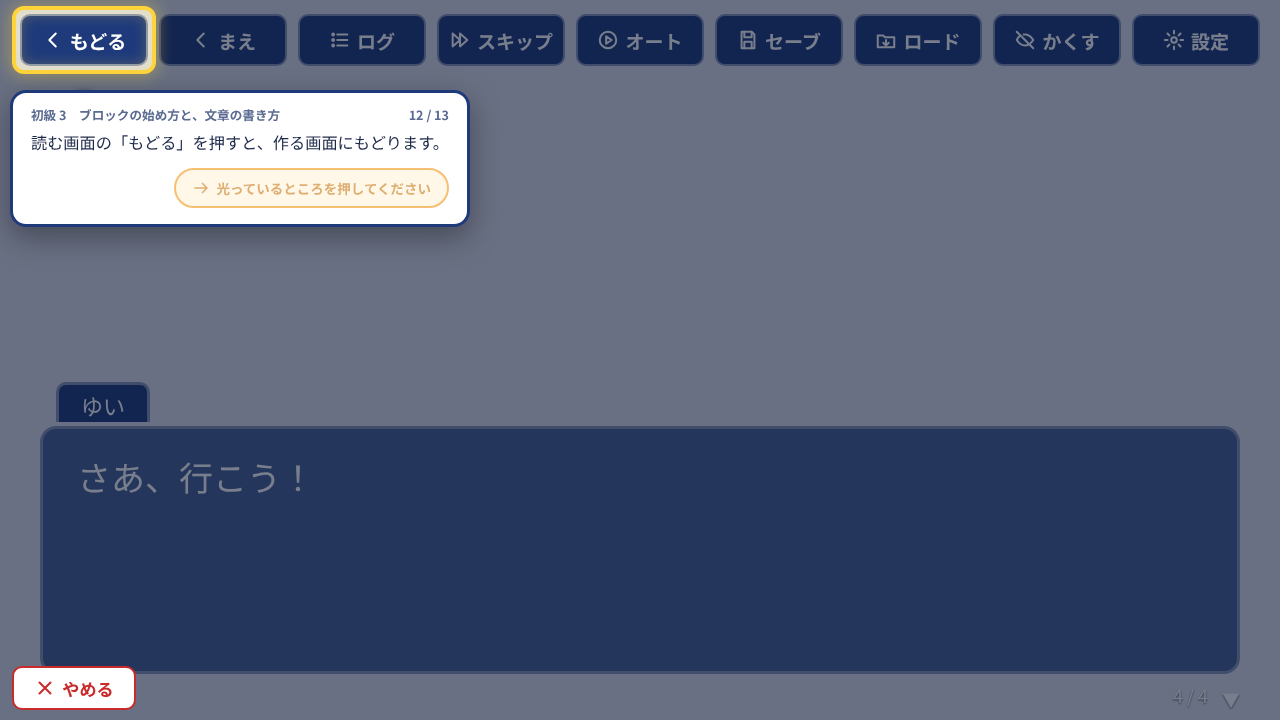 もどる まえ ログ スキップ オート セーブ ロード かくす 設定
初級 3 ブロックの始め方と、文章の書き方 12 / 13
読む画面の「もどる」を押すと、作る画面にもどります。
光っているところを押してください
ゆい
さあ、行こう！
やめる
4 / 4